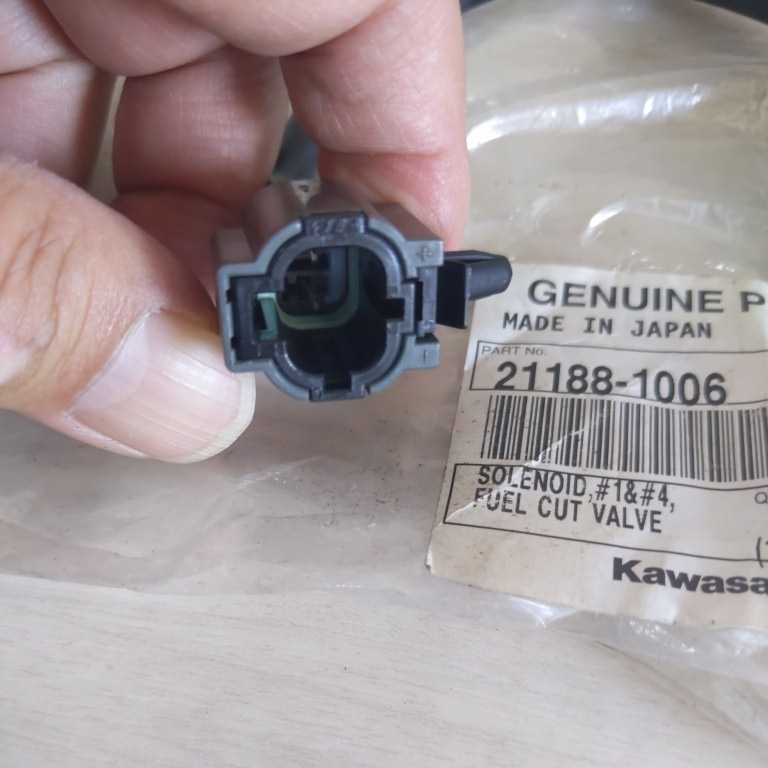 GENUINE P
MADE IN JAPAN
PART No.
21188-1006
SOLENOID,#1&#4,
FUEL CUT VALVE
Q
Kawasa